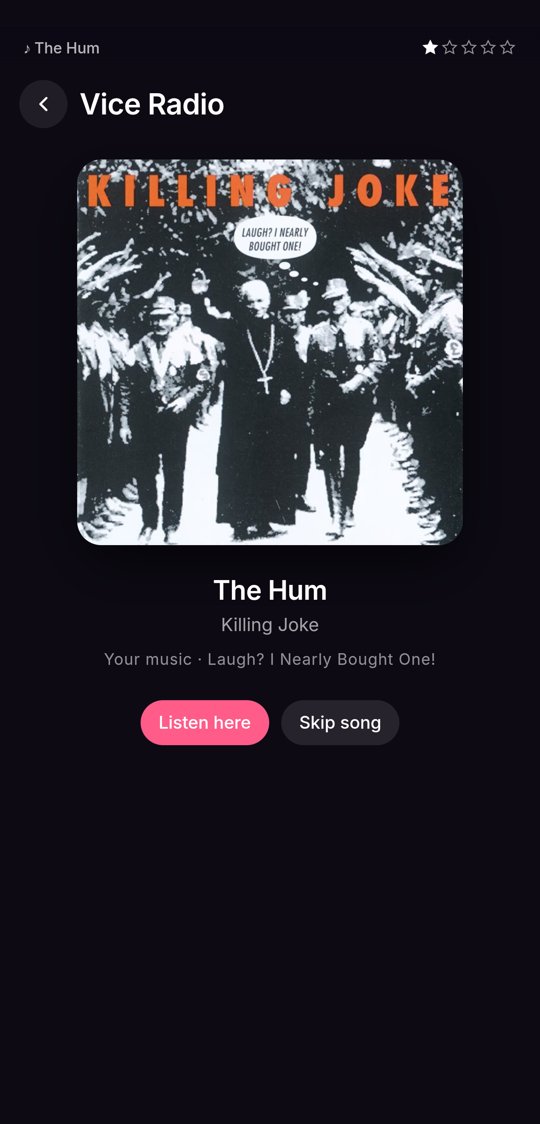 ♪ The Hum
Vice Radio
KILLING JOKE
LAUGH? I NEARLY
BOUGHT ONE!
The Hum
Killing Joke
Your music · Laugh? I Nearly Bought One!
Listen here
Skip song